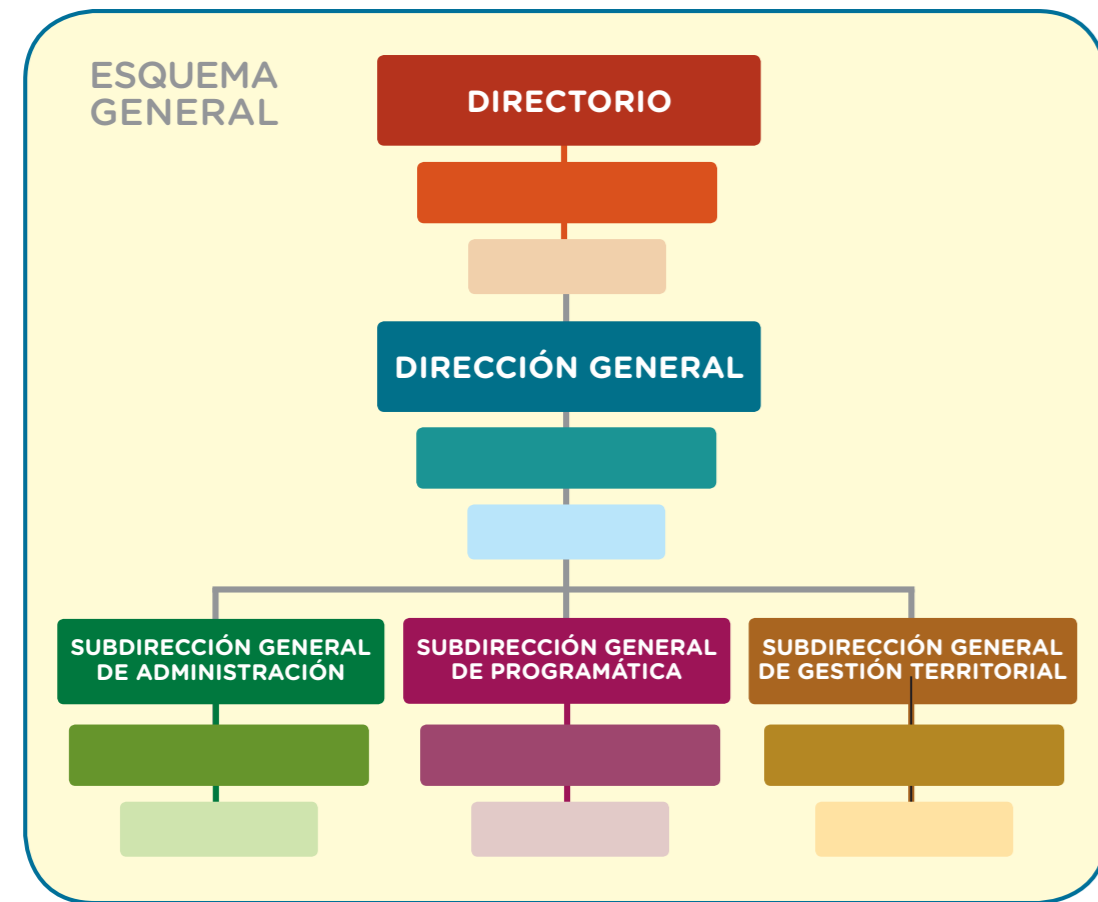 ESQUEMA
GENERAL
DIRECTORIO
DIRECCIÓN GENERAL
SUBDIRECCIÓN GENERAL
DE ADMINISTRACIÓN
SUBDIRECCIÓN GENERAL
DE PROGRAMÁTICA
SUBDIRECCIÓN GENERAL
DE GESTIÓN TERRITORIAL